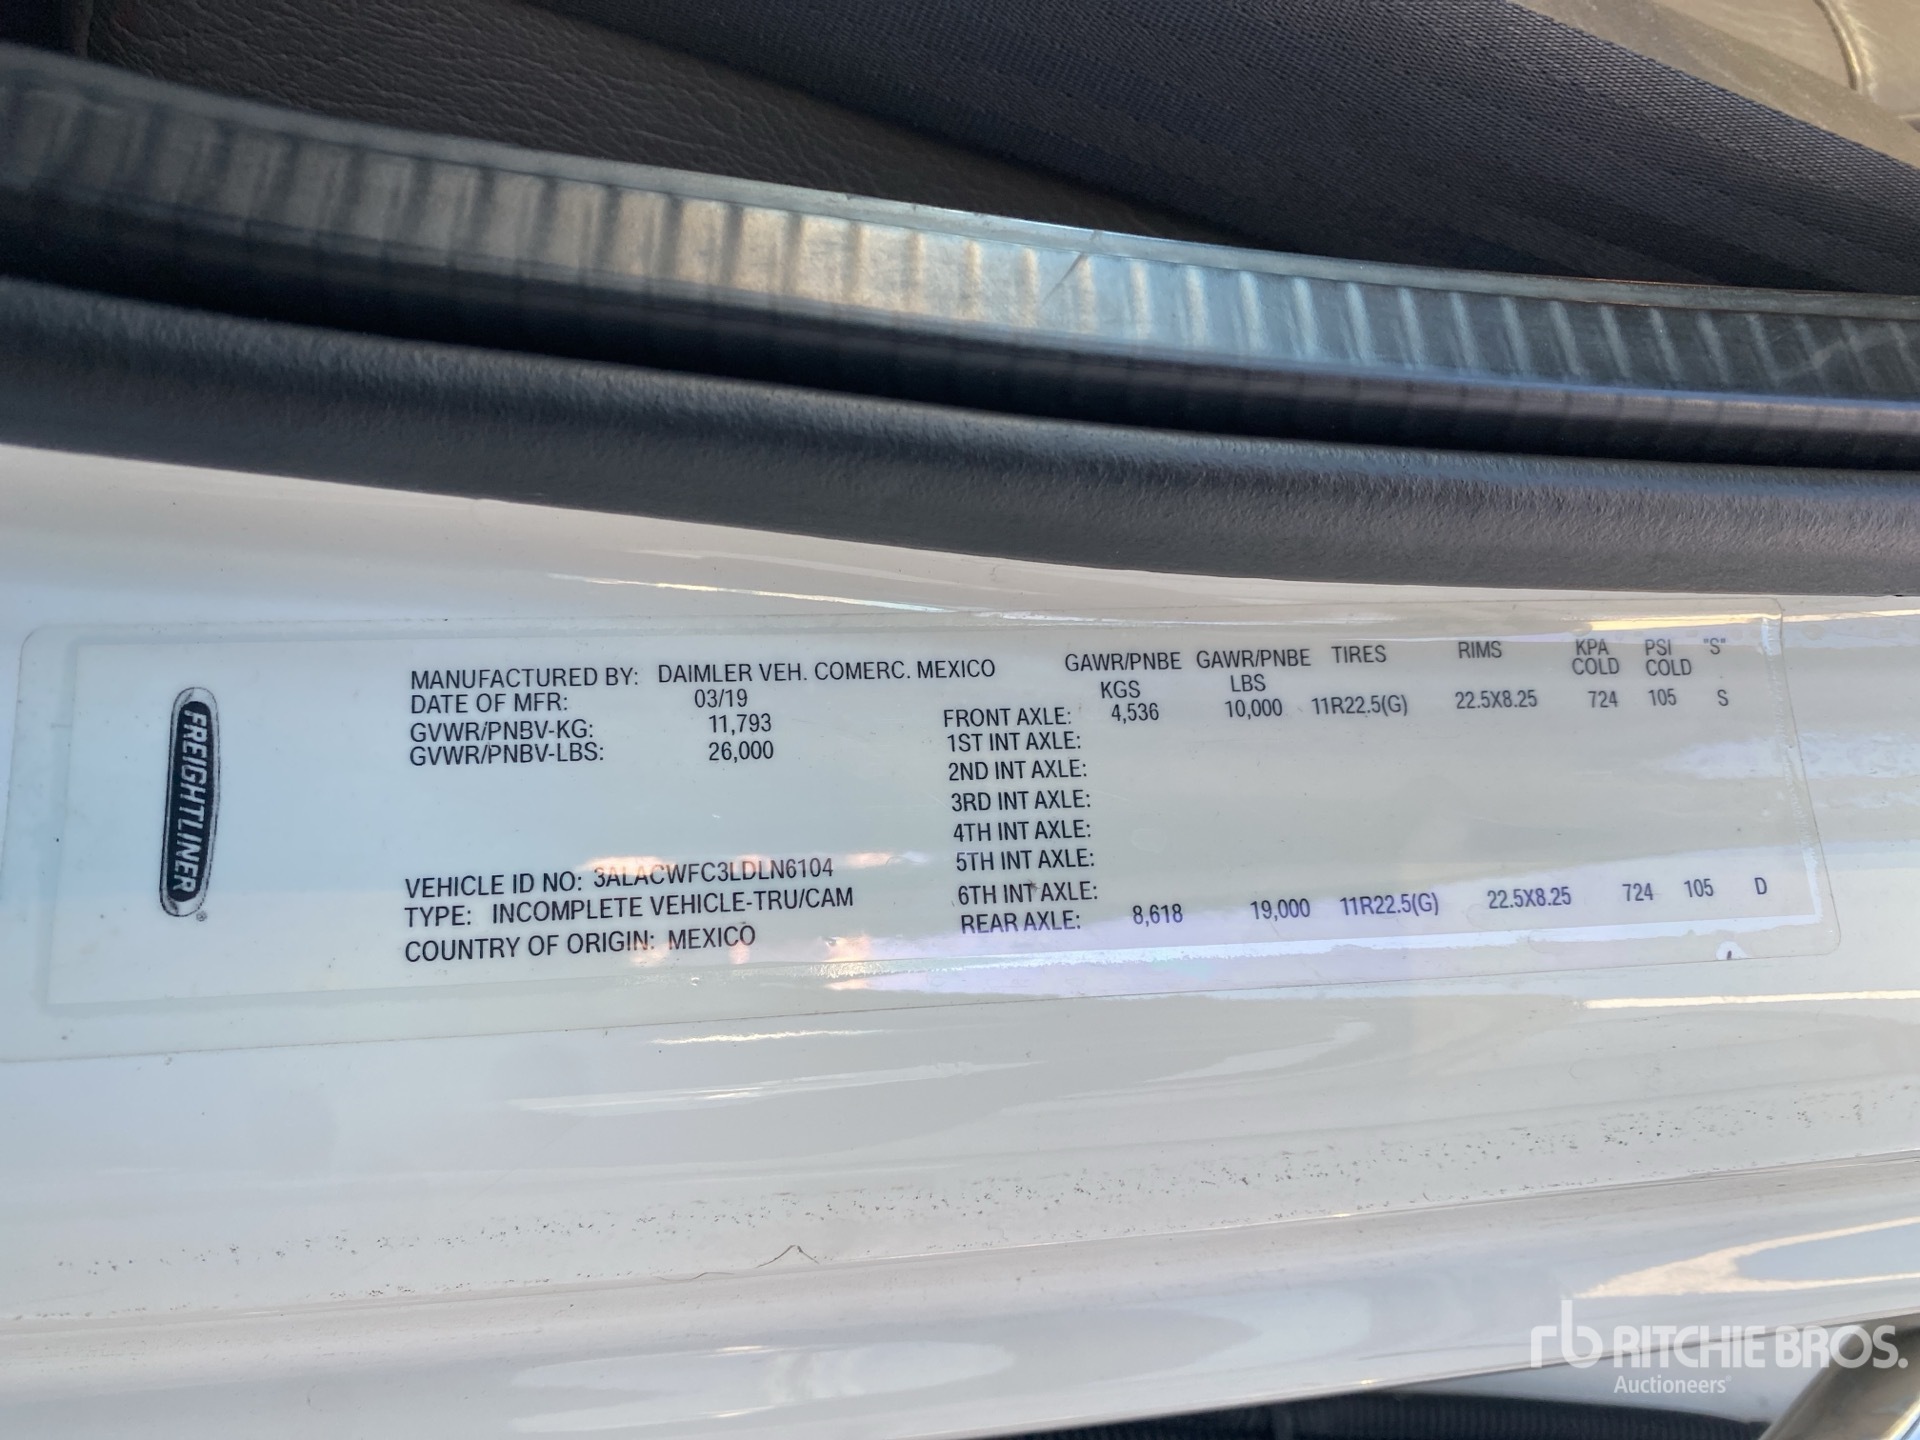 FREIGHTLINER®
MANUFACTURED BY: DAIMLER VEH. COMERC. MEXICO
DATE OF MFR: 03/19
GVWR/PNBV-KG: 11,793
GVWR/PNBV-LBS: 26,000
VEHICLE ID NO: 3ALACWFC3LDLN6104
TYPE: INCOMPLETE VEHICLE-TRU/CAM
COUNTRY OF ORIGIN: MEXICO
GAWR/PNBE GAWR/PNBE TIRES RIMS KPA PSI "S"
KGS LBS COLD COLD
FRONT AXLE: 4,536 10,000 11R22.5(G) 22.5X8.25 724 105 S
1ST INT AXLE:
2ND INT AXLE:
3RD INT AXLE:
4TH INT AXLE:
5TH INT AXLE:
6TH INT AXLE:
REAR AXLE: 8,618 19,000 11R22.5(G) 22.5X8.25 724 105 D
rb RITCHIE BROS.
Auctioneers